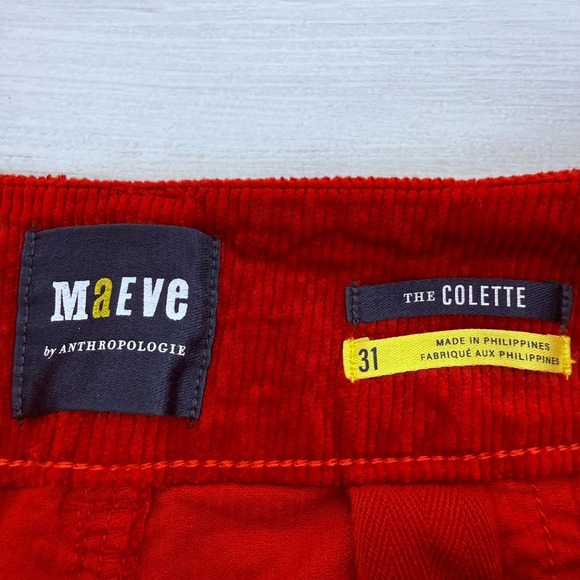 MaEVe
by ANTHROPOLOGIE
THE COLETTE
31
MADE IN PHILIPPINES
FABRIQUÉ AUX PHILIPPINES